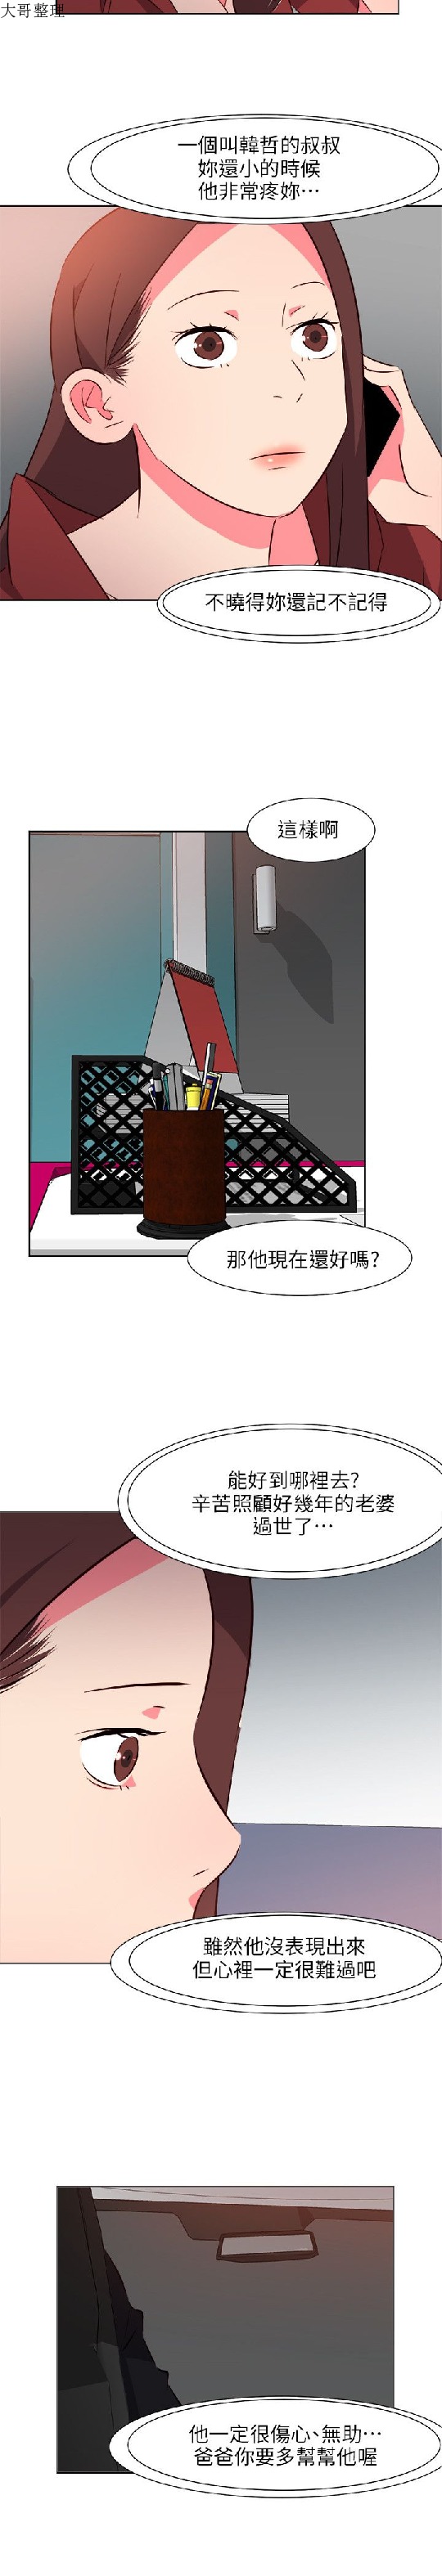 大哥整理
一個叫韓哲的叔叔
妳還小的時候
他非常疼妳…
不曉得妳還記不記得
這樣啊
那他現在還好嗎?
能好到哪裡去?
辛苦照顧好幾年的老婆
過世了…
雖然他沒表現出來
但心裡一定很難過吧
他一定很傷心、無助…
爸爸你要多幫幫他喔